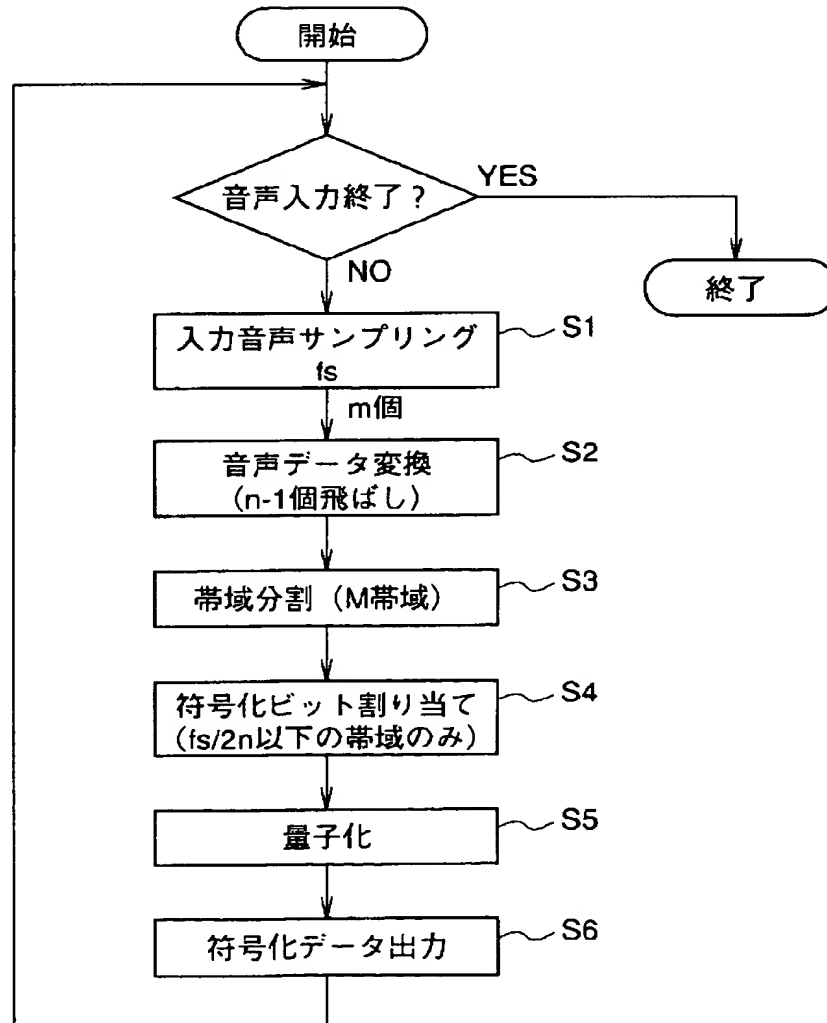 開始
音声入力終了?
YES
NO
終了
入力音声サンプリング
fs
S1
m個
音声データ変換
(n-1個飛ばし)
S2
帯域分割(M帯域)
S3
符号化ビット割り当て
(fs/2n以下の帯域のみ)
S4
量子化
S5
符号化データ出力
S6